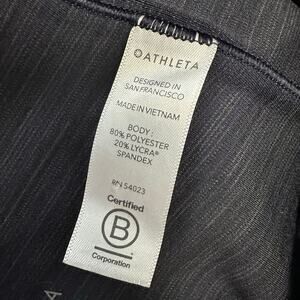 ATHLETA
DESIGNED IN
SAN FRANCISCO
MADE IN VIETNAM
BODY :
80% POLYESTER
20% LYCRA®
SPANDEX
RN 54023
Certified
B
Corporation
A